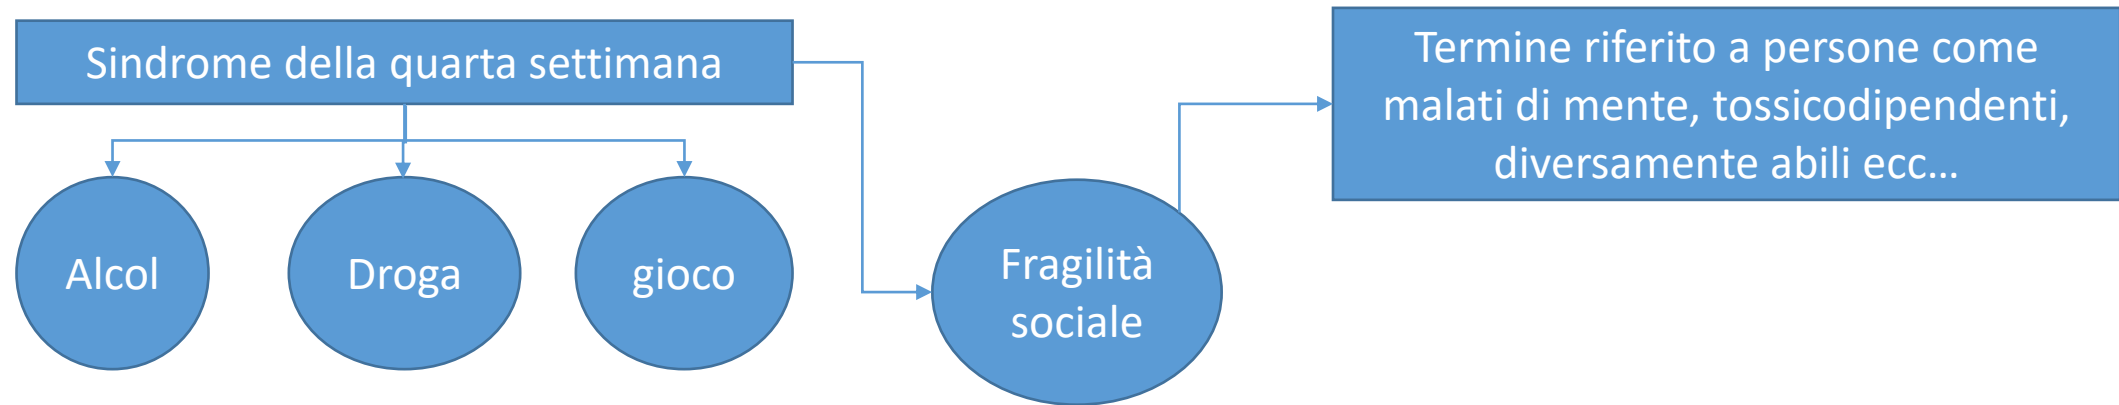 Sindrome della quarta settimana
Alcol
Droga
gioco
Fragilità
sociale
Termine riferito a persone come
malati di mente, tossicodipendenti,
diversamente abili ecc...